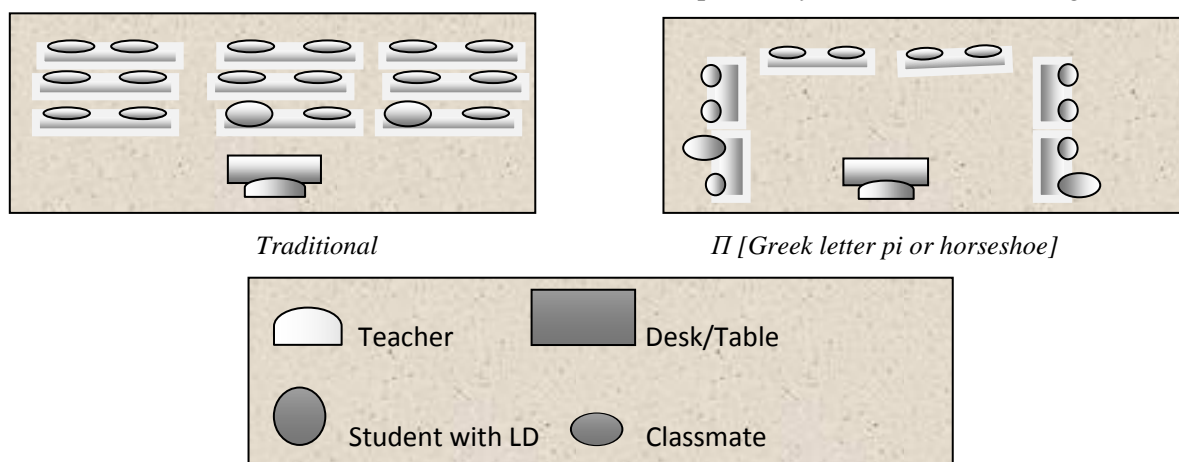 Traditional
Π [Greek letter pi or horseshoe]
Teacher
Desk/Table
Student with LD
Classmate